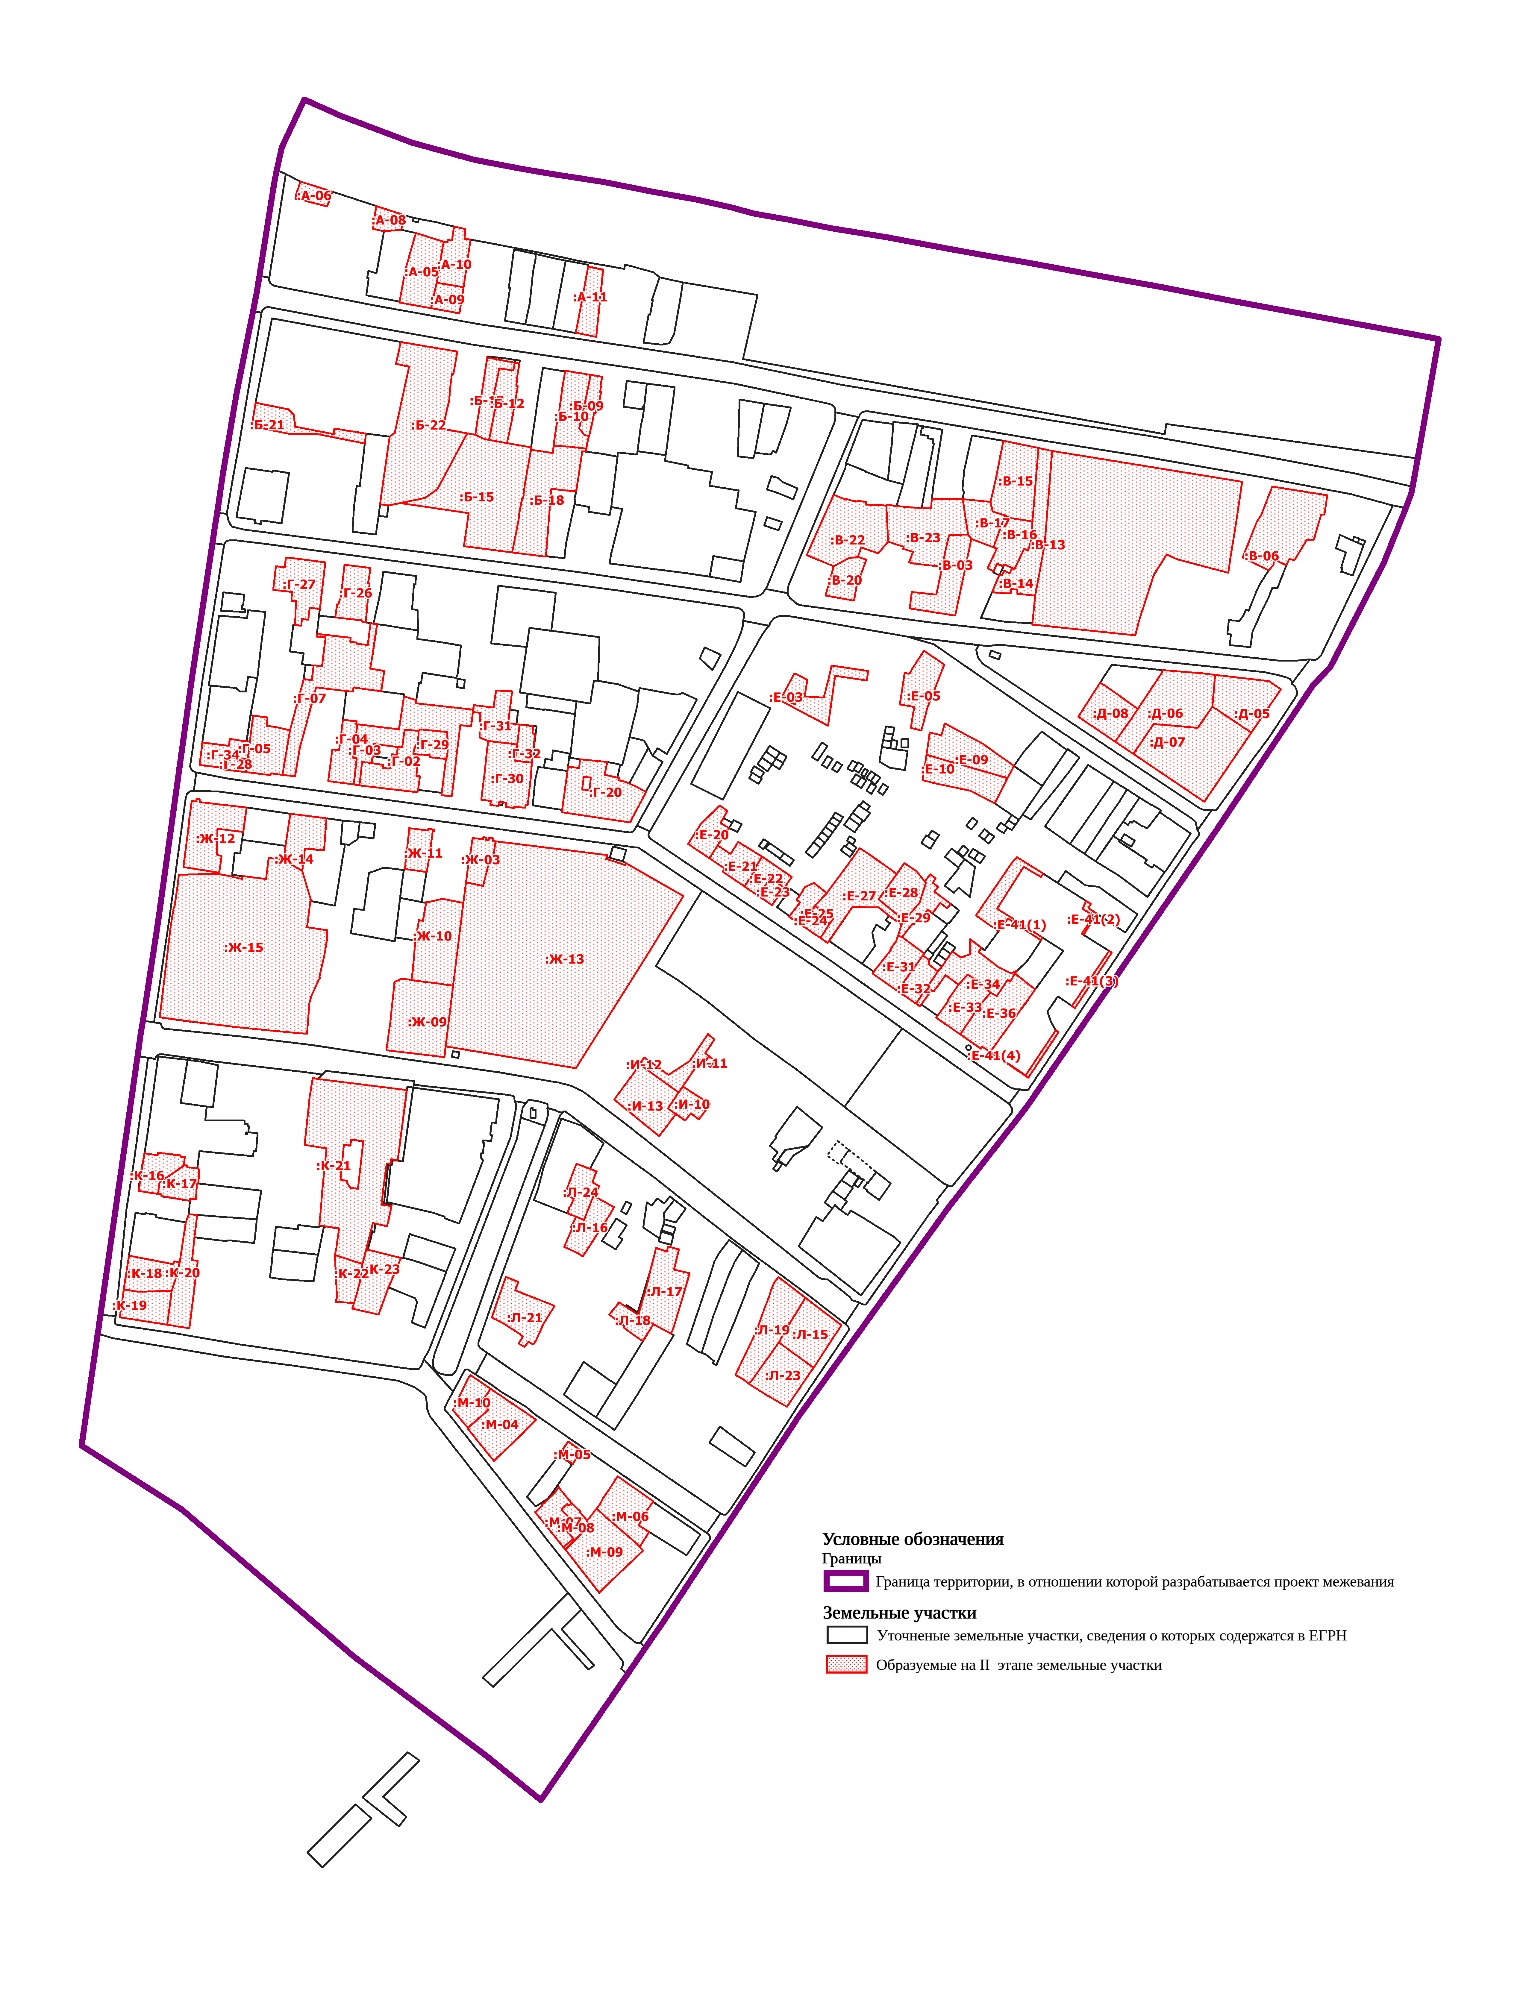 :А-06
:А-08
:А-10
:А-05
:А-09
:А-11
:Б-12
:Б-09
:Б-10
:Б-21
:Б-22
:Б-15
:Б-18
:В-15
:В-17
:В-16
:В-13
:В-22
:В-23
:В-06
:В-03
:В-20
:В-14
:Г-27
:Г-26
:Г-07
:Г-31
:Г-04
:Г-29
:Г-05
:Г-03
:Г-34
:Г-32
:Г-28
:Г-02
:Г-30
:Г-20
:Е-03
:Е-05
:Д-08
:Д-06
:Д-05
:Д-07
:Е-09
:Е-10
:Ж-12
:Ж-14
:Ж-11
:Ж-03
:Е-20
:Е-21
:Е-22
:Е-23
:Е-27
:Е-28
:Е-25
:Е-24
:Е-29
:Е-41(1)
:Е-41(2)
:Ж-10
:Ж-15
:Ж-13
:Е-31
:Е-32
:Е-34
:Е-41(3)
:Е-33
:Е-36
:Ж-09
:Е-41(4)
:И-12
:И-11
:И-13
:И-10
:К-21
:К-16
:К-17
:Л-24
:Л-16
:К-18
:К-20
:К-22
:К-23
:К-19
:Л-17
:Л-21
:Л-18
:Л-19
:Л-15
:Л-23
:М-10
:М-04
:М-05
:М-07
:М-08
:М-06
:М-09
Условные обозначения
Границы
Граница территории, в отношении которой разрабатывается проект межевания
Земельные участки
Уточненые земельные участки, сведения о которых содержатся в ЕГРН
Образуемые на II этапе земельные участки